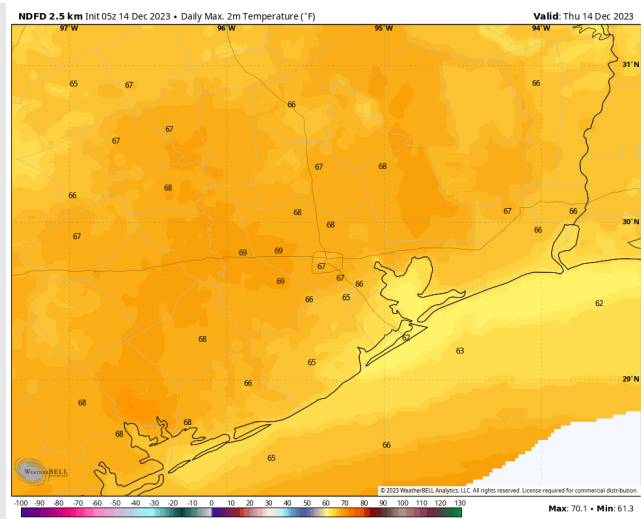 NDFD 2.5 km Init 05z 14 Dec 2023 • Daily Max. 2m Temperature (°F)
Valid: Thu 14 Dec 2023
97°W 96°W 95°W 94°W
31°N
65 67 66
66
67
67
67 68
68
66
68 67 66
67 68 66
30°N
69 69
67
69 67 66
66 65
62
62
68 63
65
66
29°N
68
68 68
66
65
WEATHERBELL
© 2023 WeatherBELL Analytics, LLC. All rights reserved. License required for commercial distribution.
-100 -90 -80 -70 -60 -50 -40 -30 -20 -10 0 10 20 30 40 50 60 70 80 90 100 110 120 130
Max: 70.1 • Min: 61.3